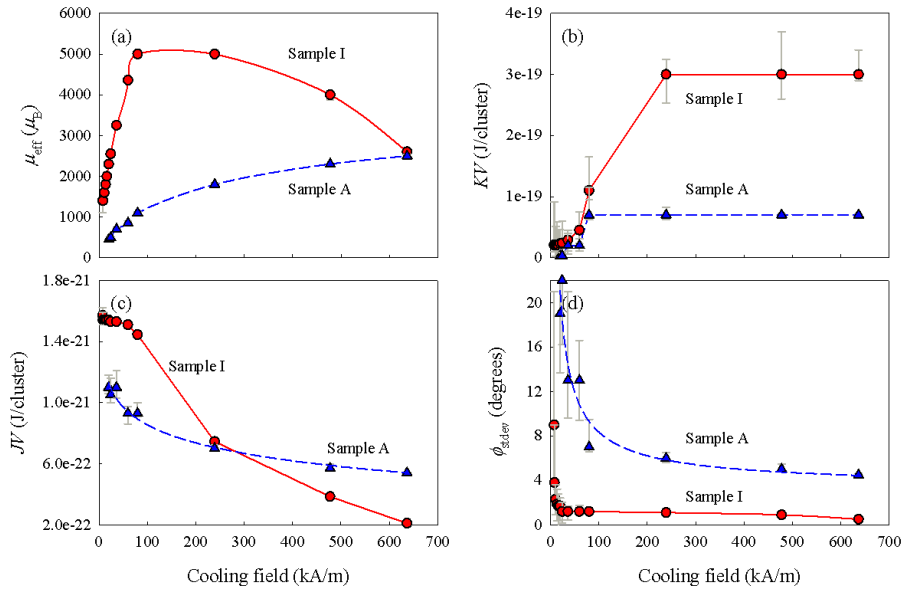 6000
5000
4000
3000
2000
1000
0
μeff (μB)
(a)
Sample I
Sample A
4e-19
3e-19
2e-19
1e-19
0
KV (J/cluster)
(b)
Sample I
Sample A
1.8e-21
1.4e-21
1.0e-21
6.0e-22
2.0e-22
JV (J/cluster)
(c)
Sample I
Sample A
0 100 200 300 400 500 600 700
Cooling field (kA/m)
20
16
12
8
4
0
ϕstdev (degrees)
(d)
Sample A
Sample I
0 100 200 300 400 500 600 700
Cooling field (kA/m)